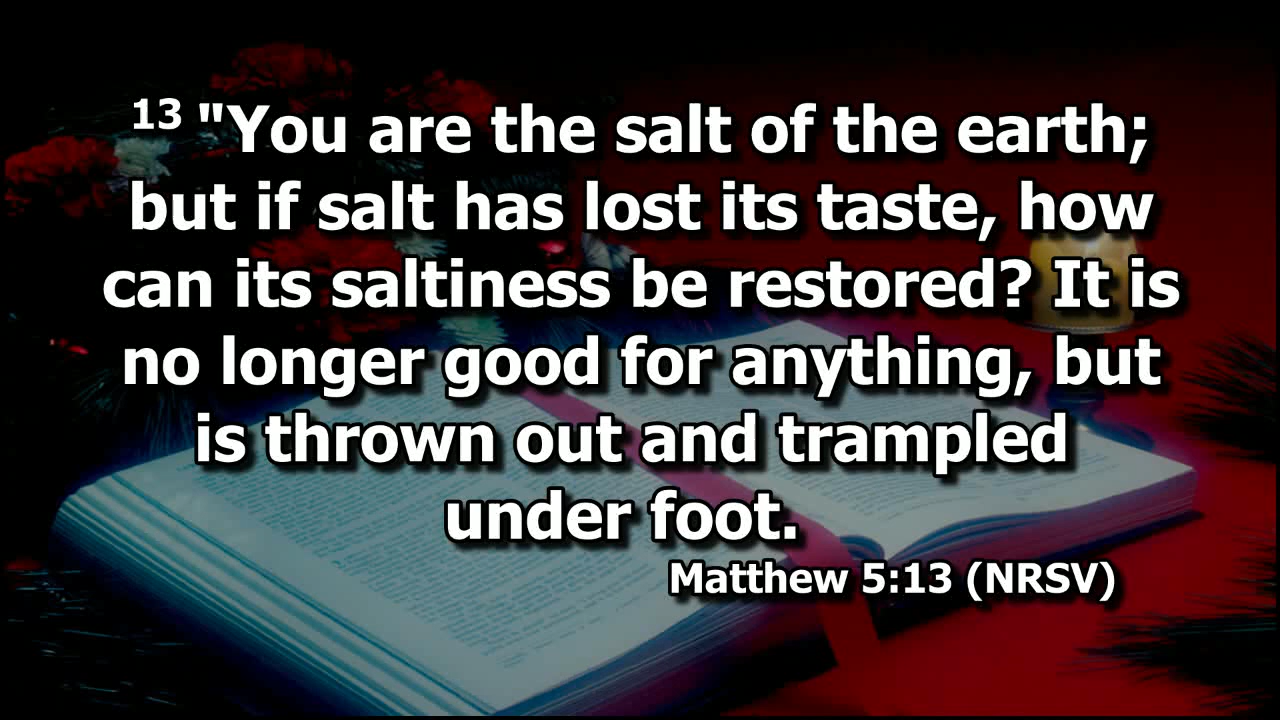 13 "You are the salt of the earth;
but if salt has lost its taste, how
can its saltiness be restored? It is
no longer good for anything, but
is thrown out and trampled
under foot.
Matthew 5:13 (NRSV)